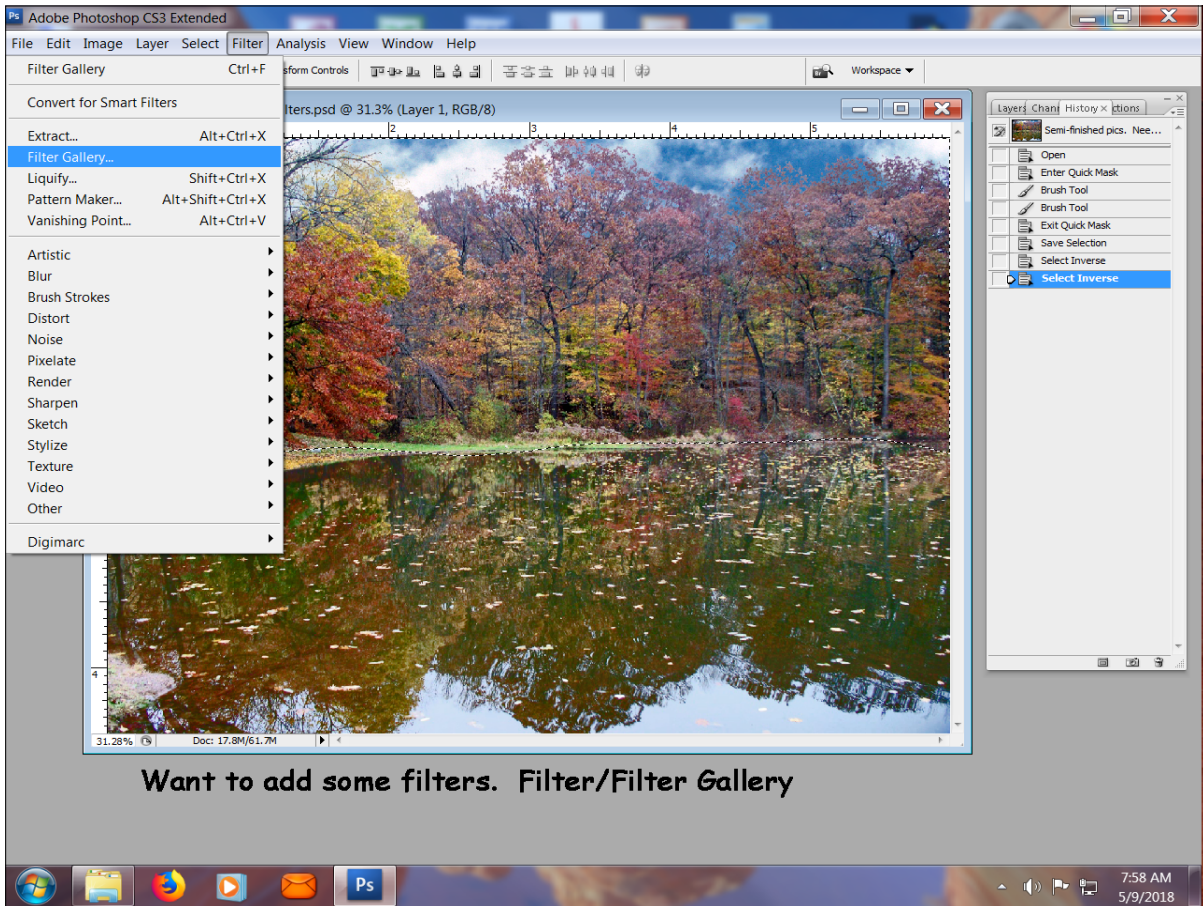 Ps Adobe Photoshop CS3 Extended
File Edit Image Layer Select Filter Analysis View Window Help
Filter Gallery Ctrl+F
sform Controls
Workspace
Convert for Smart Filters
Extract... Alt+Ctrl+X
Filter Gallery...
Liquify... Shift+Ctrl+X
Pattern Maker... Alt+Shift+Ctrl+X
Vanishing Point... Alt+Ctrl+V
Artistic
Blur
Brush Strokes
Distort
Noise
Pixelate
Render
Sharpen
Sketch
Stylize
Texture
Video
Other
Digimarc
lters.psd @ 31.3% (Layer 1, RGB/8)
2 3 4 5
4
31.28% Doc: 17.8M/61.7M
Layers Chann History × ctions
Semi-finished pics. Nee...
Open
Enter Quick Mask
Brush Tool
Brush Tool
Exit Quick Mask
Save Selection
Select Inverse
Select Inverse
Want to add some filters. Filter/Filter Gallery
Ps
7:58 AM
5/9/2018